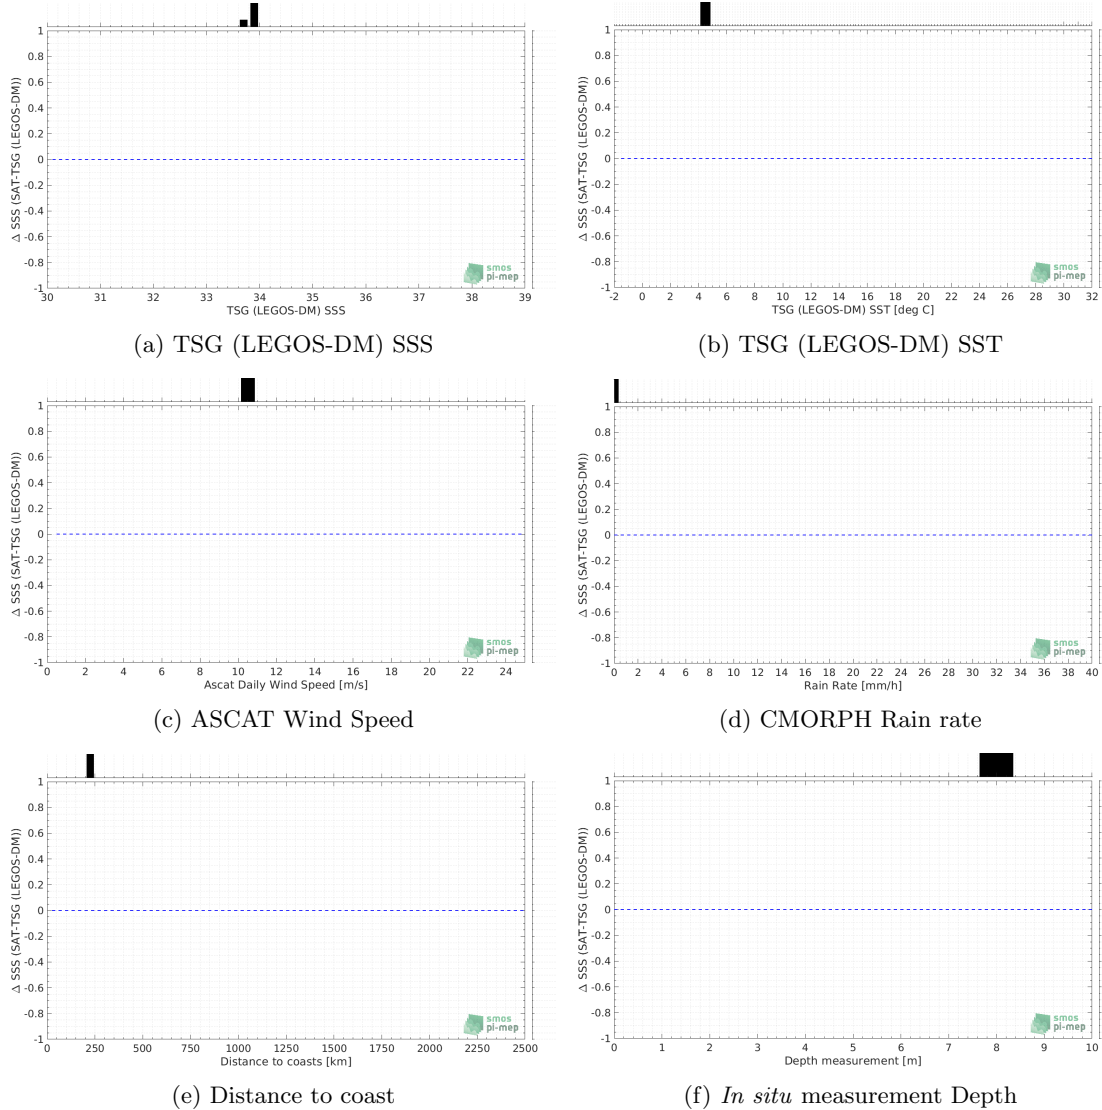 1
0.8
0.6
0.4
0.2
0
-0.2
-0.4
-0.6
-0.8
-1
Δ SSS (SAT-TSG (LEGOS-DM))
smos
pi-mep
30 31 32 33 34 35 36 37 38 39
TSG (LEGOS-DM) SSS
(a) TSG (LEGOS-DM) SSS
1
0.8
0.6
0.4
0.2
0
-0.2
-0.4
-0.6
-0.8
-1
Δ SSS (SAT-TSG (LEGOS-DM))
smos
pi-mep
-2 0 2 4 6 8 10 12 14 16 18 20 22 24 26 28 30 32
TSG (LEGOS-DM) SST [deg C]
(b) TSG (LEGOS-DM) SST
1
0.8
0.6
0.4
0.2
0
-0.2
-0.4
-0.6
-0.8
-1
Δ SSS (SAT-TSG (LEGOS-DM))
smos
pi-mep
0 2 4 6 8 10 12 14 16 18 20 22 24
Ascat Daily Wind Speed [m/s]
(c) ASCAT Wind Speed
1
0.8
0.6
0.4
0.2
0
-0.2
-0.4
-0.6
-0.8
-1
Δ SSS (SAT-TSG (LEGOS-DM))
smos
pi-mep
0 2 4 6 8 10 12 14 16 18 20 22 24 26 28 30 32 34 36 38 40
Rain Rate [mm/h]
(d) CMORPH Rain rate
1
0.8
0.6
0.4
0.2
0
-0.2
-0.4
-0.6
-0.8
-1
Δ SSS (SAT-TSG (LEGOS-DM))
smos
pi-mep
0 250 500 750 1000 1250 1500 1750 2000 2250 2500
Distance to coasts [km]
(e) Distance to coast
1
0.8
0.6
0.4
0.2
0
-0.2
-0.4
-0.6
-0.8
-1
Δ SSS (SAT-TSG (LEGOS-DM))
smos
pi-mep
0 1 2 3 4 5 6 7 8 9 10
Depth measurement [m]
(f) In situ measurement Depth